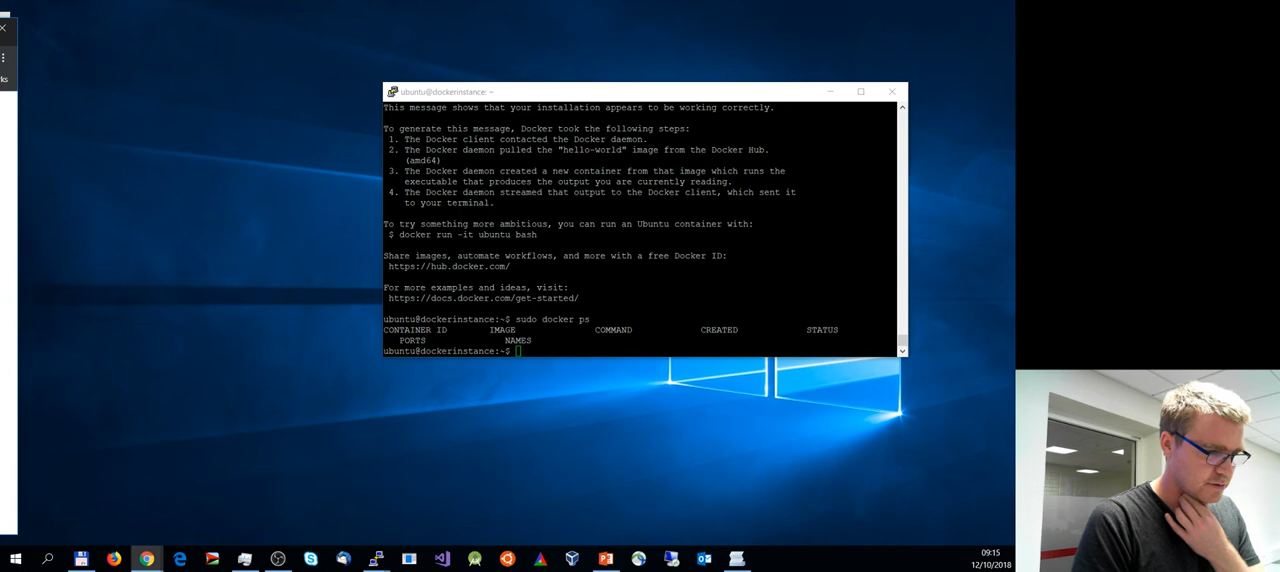 rks
ubuntu@dockerinstance: ~
This message shows that your installation appears to be working correctly.
To generate this message, Docker took the following steps:
1. The Docker client contacted the Docker daemon.
2. The Docker daemon pulled the "hello-world" image from the Docker Hub.
(amd64)
3. The Docker daemon created a new container from that image which runs the
executable that produces the output you are currently reading.
4. The Docker daemon streamed that output to the Docker client, which sent it
to your terminal.
To try something more ambitious, you can run an Ubuntu container with:
$ docker run -it ubuntu bash
Share images, automate workflows, and more with a free Docker ID:
https://hub.docker.com/
For more examples and ideas, visit:
https://docs.docker.com/get-started/
ubuntu@dockerinstance:~$ sudo docker ps
CONTAINER ID IMAGE COMMAND CREATED STATUS
PORTS NAMES
ubuntu@dockerinstance:~$
09:15
12/10/2018